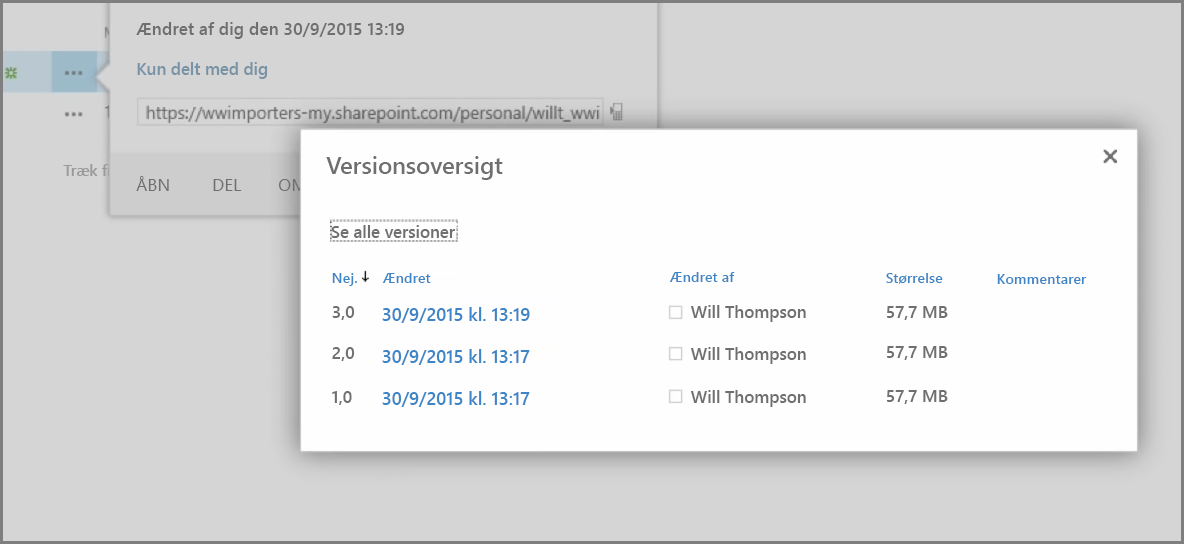 Ændret af dig den 30/9/2015 13:19
Kun delt med dig
https://wwimporters-my.sharepoint.com/personal/willt_wwi
Træk
ÅBN DEL
Versionsoversigt
Se alle versioner
Nej. Ændret Ændret af Størrelse Kommentarer
3,0 30/9/2015 kl. 13:19 Will Thompson 57,7 MB
2,0 30/9/2015 kl. 13:17 Will Thompson 57,7 MB
1,0 30/9/2015 kl. 13:17 Will Thompson 57,7 MB